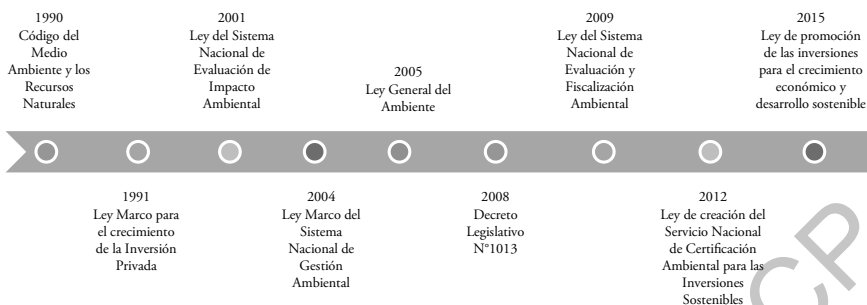 1990
Código del
Medio
Ambiente y los
Recursos
Naturales
1991
Ley Marco para
el crecimiento
de la Inversión
Privada
2001
Ley del Sistema
Nacional de
Evaluación de
Impacto
Ambiental
2004
Ley Marco del
Sistema
Nacional de
Gestión
Ambiental
2005
Ley General del
Ambiente
2008
Decreto
Legislativo
N°1013
2009
Ley del Sistema
Nacional de
Evaluación y
Fiscalización
Ambiental
2012
Ley de creación del
Servicio Nacional
de Certificación
Ambiental para las
Inversiones
Sostenibles
2015
Ley de promoción
de las inversiones
para el crecimiento
económico y
desarrollo sostenible
CP